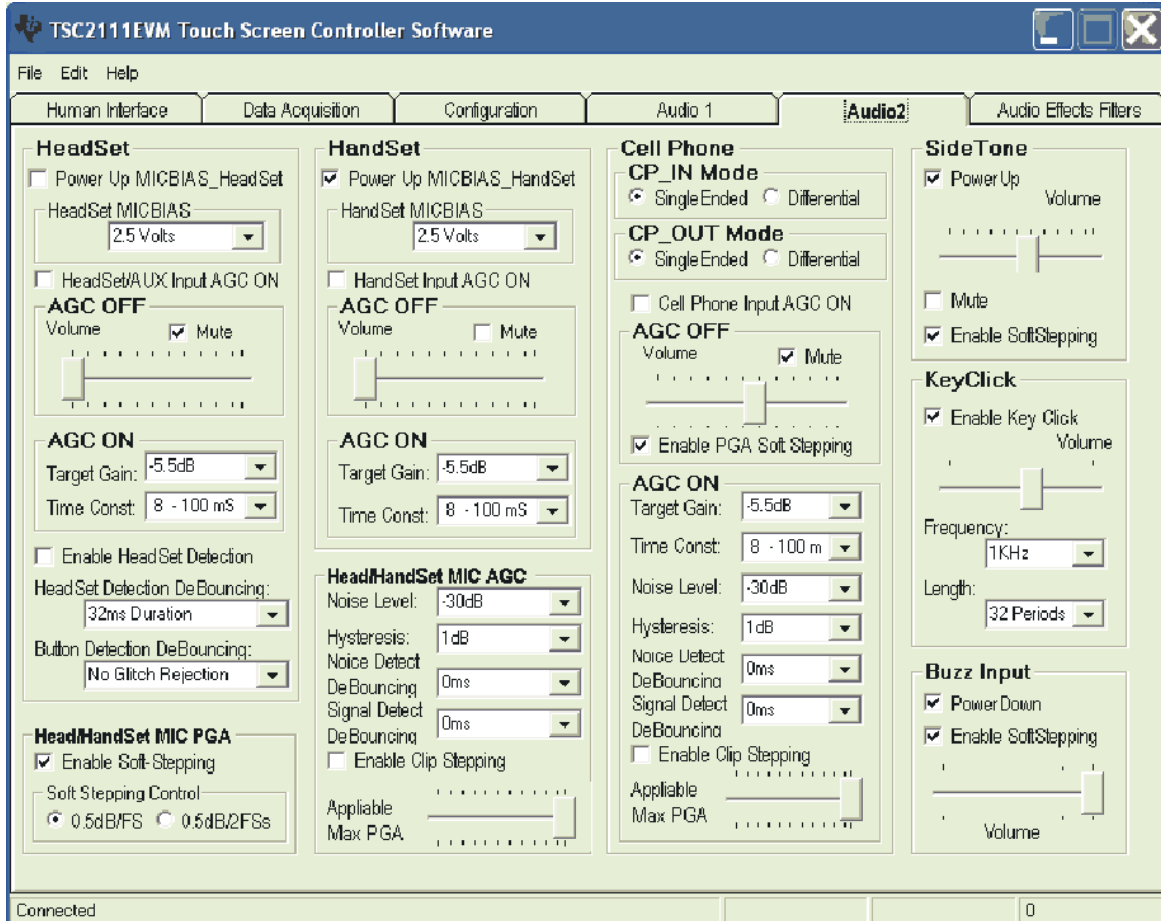 TSC2111EVM Touch Screen Controller Software
File Edit Help
Human Interface
Data Acquisition
Configuration
Audio 1
Audio2
Audio Effects Filters
HeadSet
Power Up MICBIAS_HeadSet
HeadSet MICBIAS
2.5 Volts
HeadSet/AUX Input AGC ON
AGC OFF
Volume
Mute
AGC ON
Target Gain: -5.5dB
Time Const: 8 - 100 mS
Enable HeadSet Detection
HeadSet Detection DeBouncing:
32ms Duration
Button Detection DeBouncing:
No Glitch Rejection
Head/HandSet MIC PGA
Enable Soft-Stepping
Soft Stepping Control
0.5dB/FS 0.5dB/2FSs
HandSet
Power Up MICBIAS_HandSet
HandSet MICBIAS
2.5 Volts
HandSet Input AGC ON
AGC OFF
Volume
Mute
AGC ON
Target Gain: -5.5dB
Time Const: 8 - 100 mS
Head/HandSet MIC AGC
Noise Level: -30dB
Hysteresis: 1dB
Noice Detect
DeBouncing 0ms
Signal Detect
DeBouncing 0ms
Enable Clip Stepping
Appliable
Max PGA
Cell Phone
CP_IN Mode
SingleEnded Differential
CP_OUT Mode
SingleEnded Differential
Cell Phone Input AGC ON
AGC OFF
Volume
Mute
Enable PGA Soft Stepping
AGC ON
Target Gain: -5.5dB
Time Const: 8 - 100 m
Noise Level: -30dB
Hysteresis: 1dB
Noice Detect
DeBouncing 0ms
Signal Detect
DeBouncing 0ms
Enable Clip Stepping
Appliable
Max PGA
SideTone
PowerUp
Volume
Mute
Enable SoftStepping
KeyClick
Enable Key Click
Volume
Frequency:
1KHz
Length:
32 Periods
Buzz Input
PowerDown
Enable SoftStepping
Volume
Connected
0